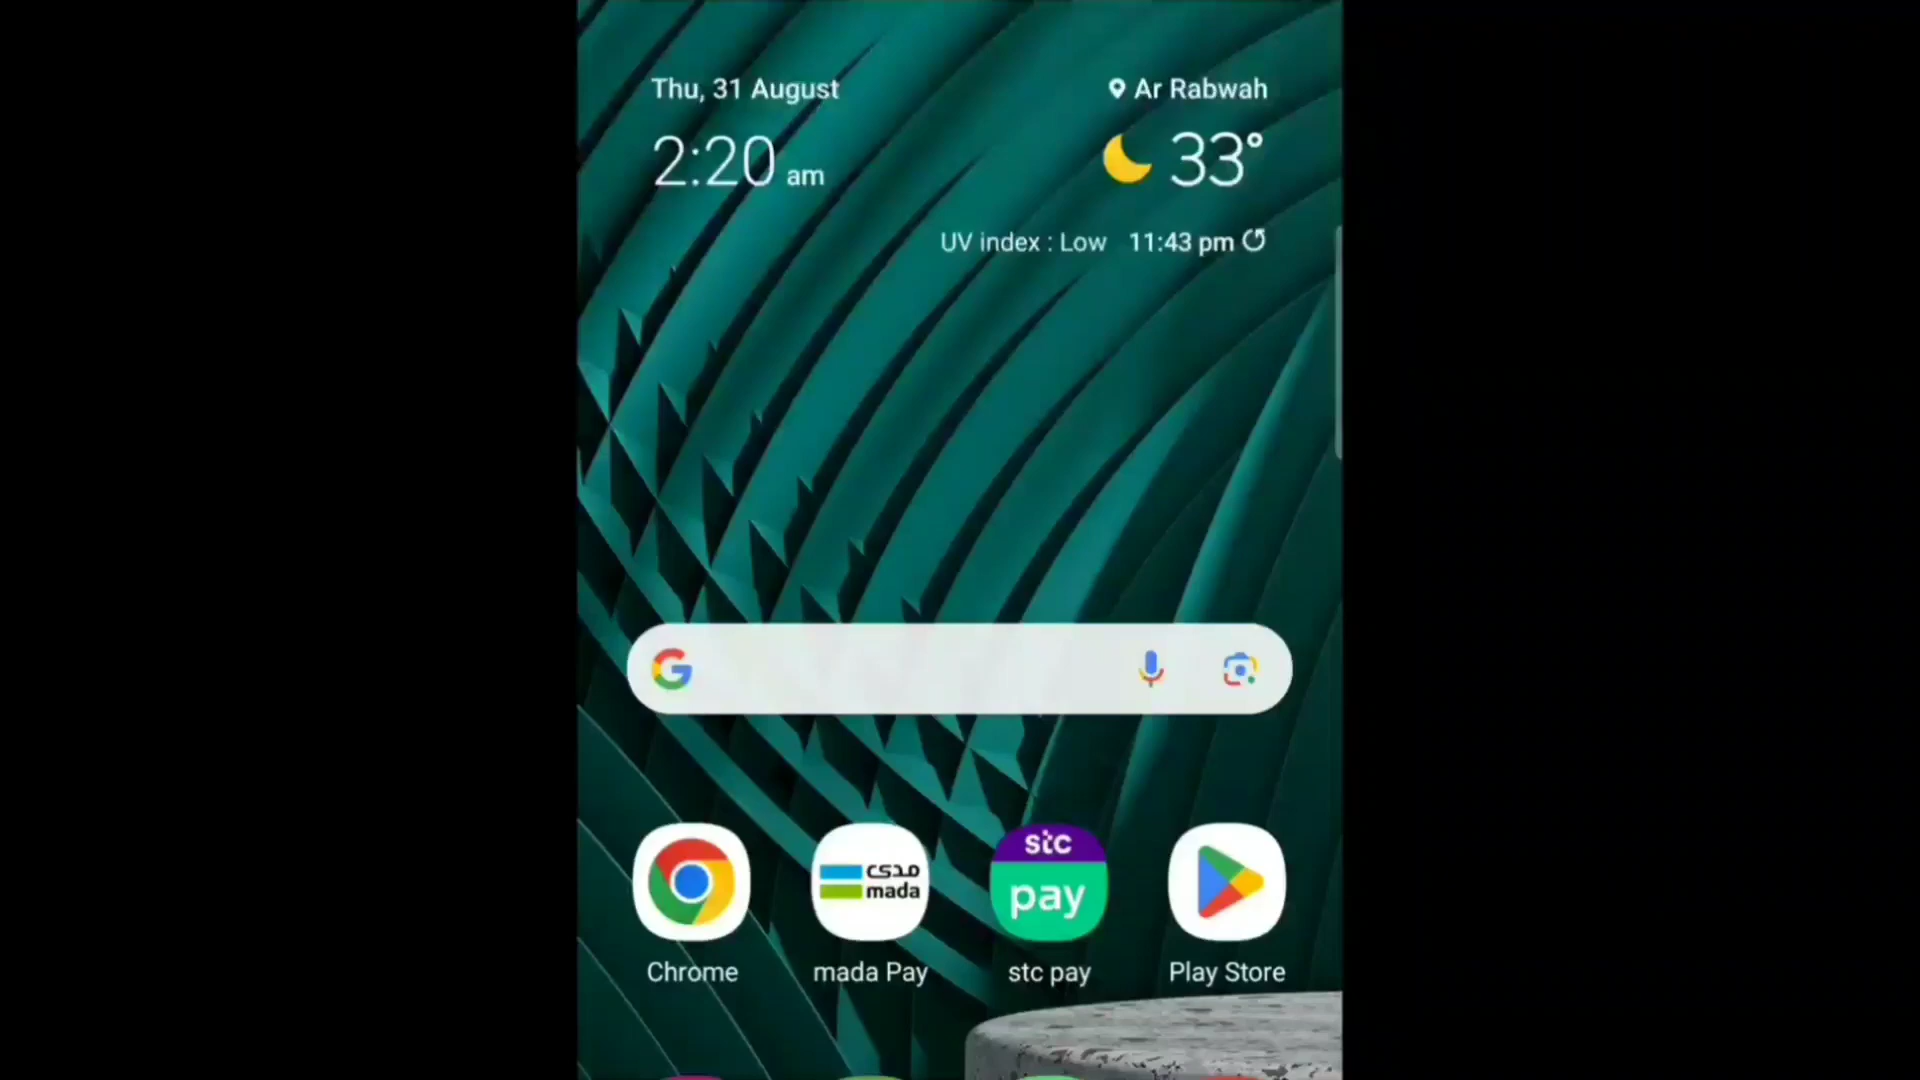 Thu, 31 August
Ar Rabwah
2:20 am
33°
UV index : Low 11:43 pm
مدى
mada
stc
pay
Chrome
mada Pay
stc pay
Play Store